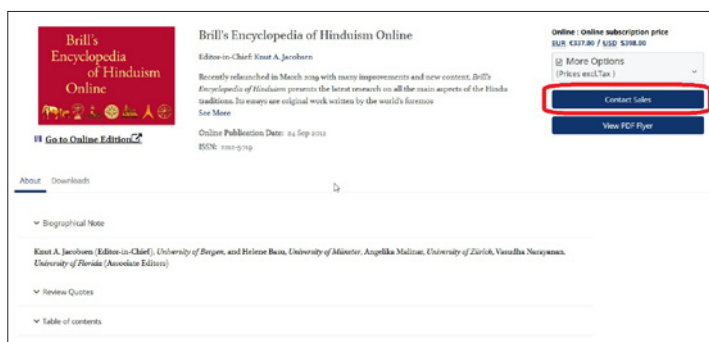 Brill's
Encyclopedia
of Hinduism
Online
Go to Online Edition
Brill's Encyclopedia of Hinduism Online
Editor-in-Chief: Knut A. Jacobsen
Recently relaunched in March 2019 with many improvements and new content, Brill's
Encyclopedia of Hinduism presents the latest research on all the main aspects of the Hindu
traditions. Its essays are original work written by the world's foremos
See More
Online Publication Date: 04 Sep 2012
ISSN:
Online : Online subscription price
EUR €337.00 / USD $398.00
More Options
(Prices excl.Tax )
Contact Sales
View PDF Flyer
About Downloads
Biographical Note
Knut A. Jacobsen (Editor-in-Chief), University of Bergen, and Helene Basu, University of Münster, Angelika Malinar, University of Zürich, Vasudha Narayanan,
University of Florida (Associate Editors)
Review Quotes
Table of contents